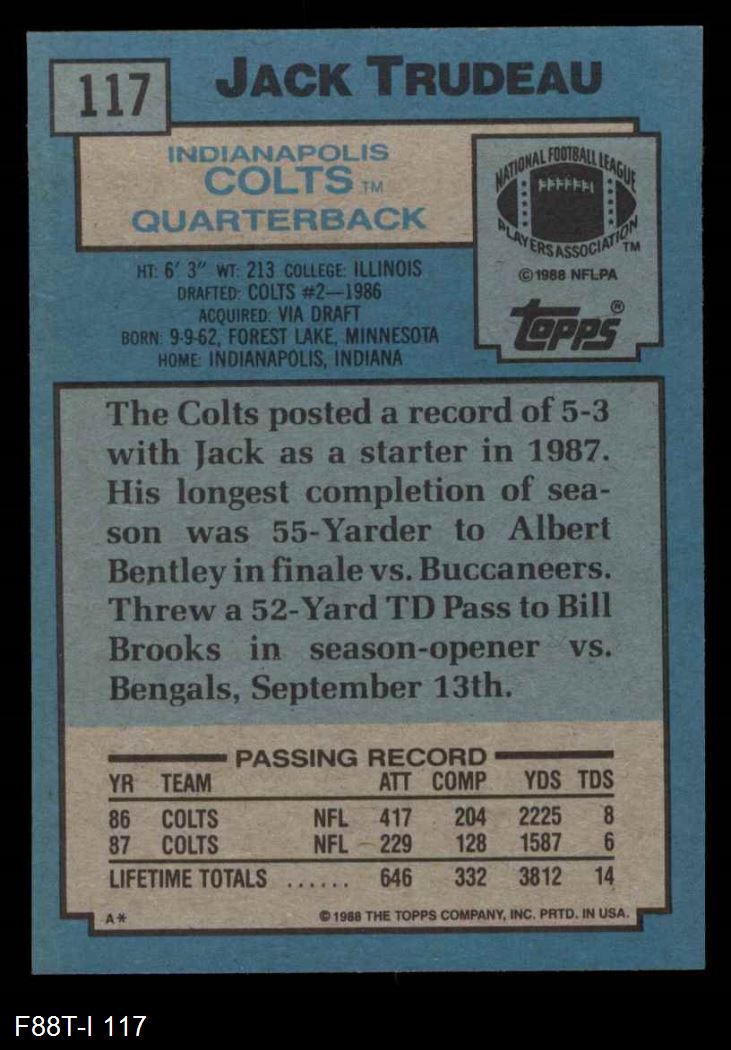 117
JACK TRUDEAU
INDIANAPOLIS
COLTS TM
QUARTERBACK
NATIONAL FOOTBALL LEAGUE
PLAYERS ASSOCIATION TM
©1988 NFLPA
topps®
HT: 6' 3" WT: 213 COLLEGE: ILLINOIS
DRAFTED: COLTS #2—1986
ACQUIRED: VIA DRAFT
BORN: 9-9-62, FOREST LAKE, MINNESOTA
HOME: INDIANAPOLIS, INDIANA
The Colts posted a record of 5-3
with Jack as a starter in 1987.
His longest completion of sea-
son was 55-Yarder to Albert
Bentley in finale vs. Buccaneers.
Threw a 52-Yard TD Pass to Bill
Brooks in season-opener vs.
Bengals, September 13th.
PASSING RECORD
YR TEAM ATT COMP YDS TDS
86 COLTS NFL 417 204 2225 8
87 COLTS NFL 229 128 1587 6
LIFETIME TOTALS ...... 646 332 3812 14
A* ©1988 THE TOPPS COMPANY, INC. PRTD. IN USA.
F88T-I 117